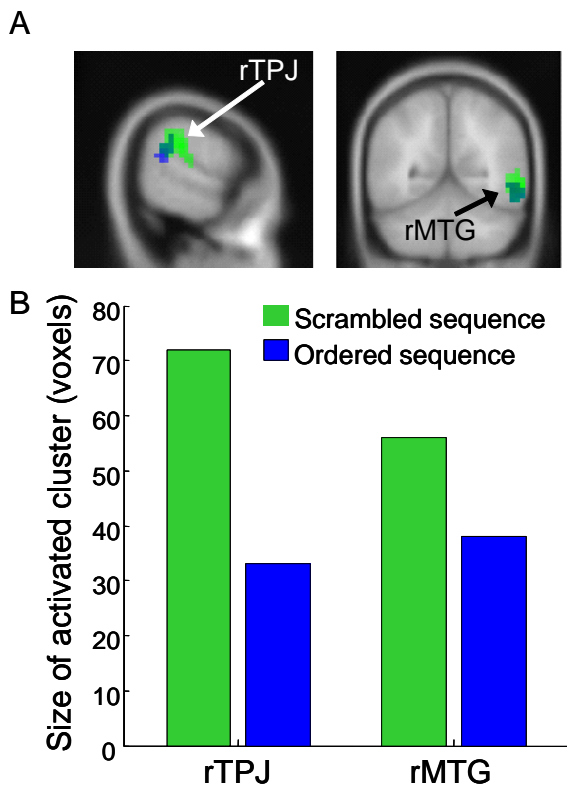 A
rTPJ
rMTG
B
Size of activated cluster (voxels)
80
70
60
50
40
30
20
10
0
Scrambled sequence
Ordered sequence
rTPJ
rMTG